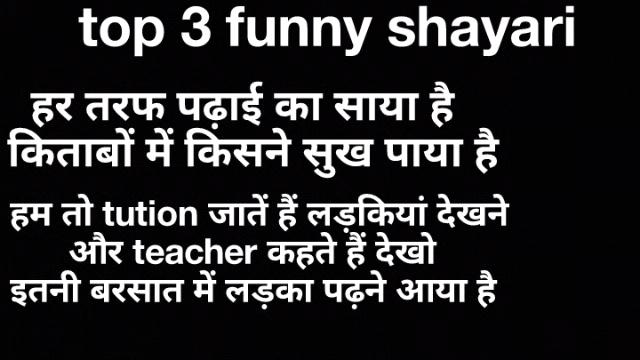 top 3 funny shayari
हर तरफ पढ़ाई का साया है
किताबों में किसने सुख पाया है
हम तो tution जातें हैं लड़कियां देखने
और teacher कहते हैं देखो
इतनी बरसात में लड़का पढ़ने आया है